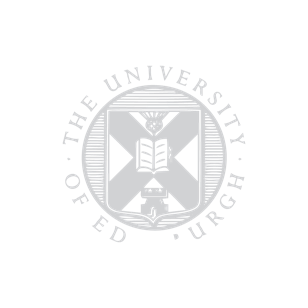 · THE UNIVERSITY ·
OF ED URGH